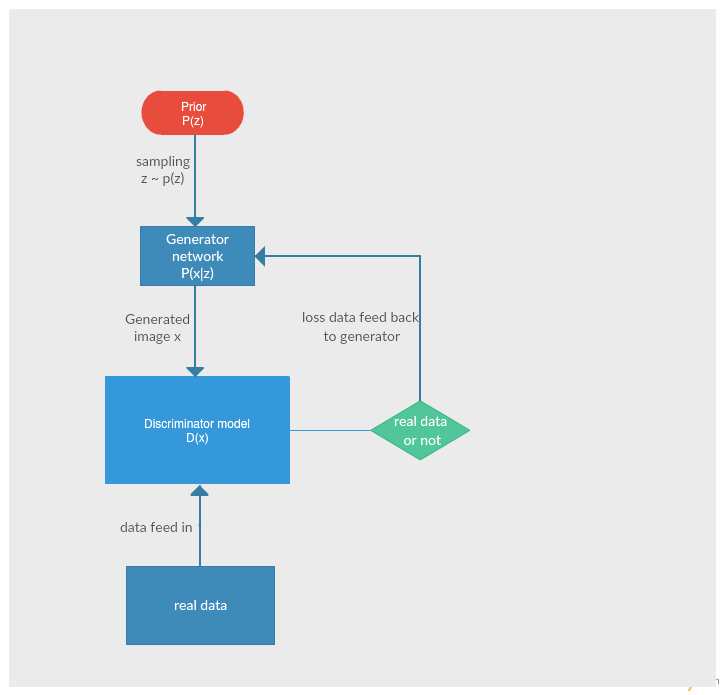 Prior
P(z)
sampling
z ~ p(z)
Generator
network
P(x|z)
Generated
image x
loss data feed back
to generator
Discriminator model
D(x)
real data
or not
data feed in
real data